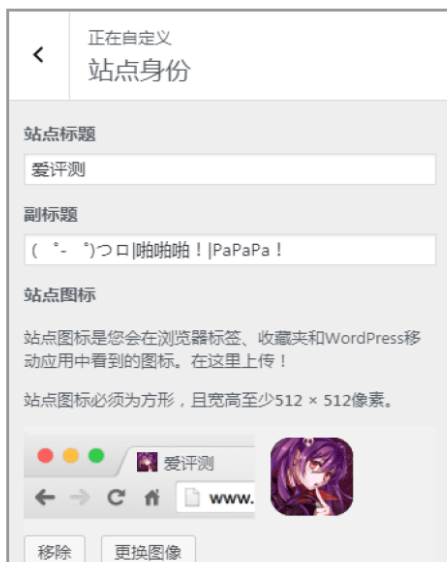 正在自定义
站点身份
站点标题
爱评测
副标题
( ゜- ゜)つロ|啪啪啪！|PaPaPa！
站点图标
站点图标是您会在浏览器标签、收藏夹和WordPress移
动应用中看到的图标。在这里上传！
站点图标必须为方形，且宽高至少512 × 512像素。
爱评测
www.
移除
更换图像